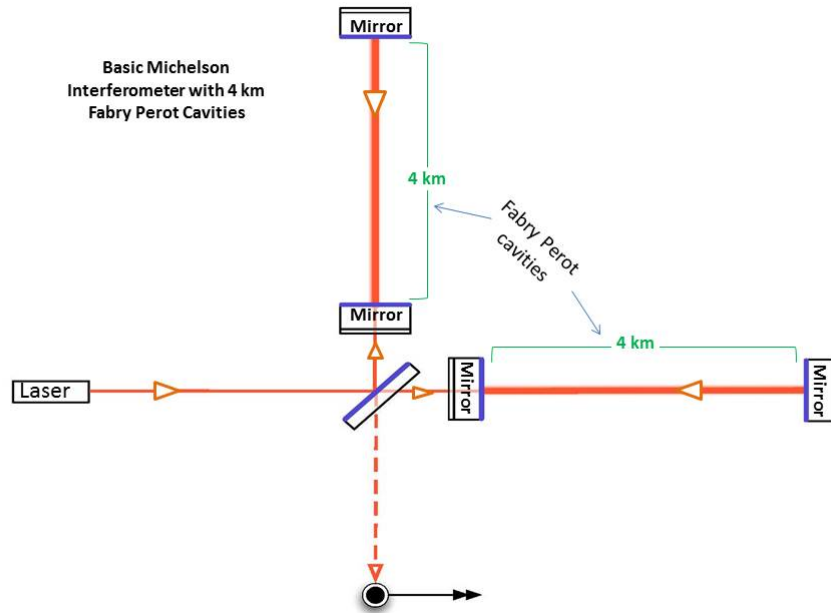 Basic Michelson
Interferometer with 4 km
Fabry Perot Cavities
Mirror
4 km
Fabry Perot
cavities
Mirror
4 km
Laser
Mirror
Mirror